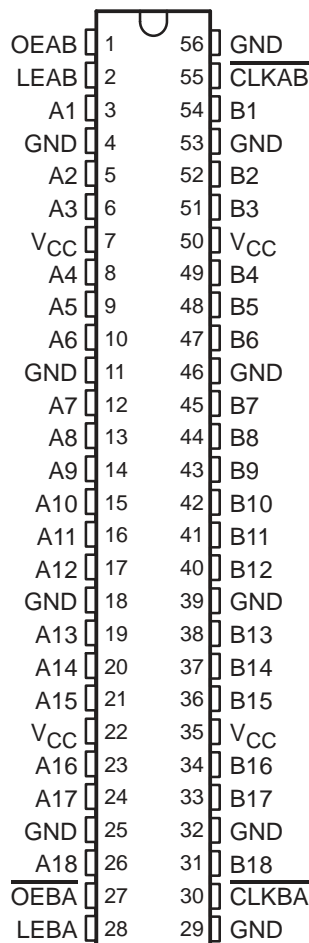 OEAB 1 56 GND
LEAB 2 55 C̅L̅K̅A̅B̅
A1 3 54 B1
GND 4 53 GND
A2 5 52 B2
A3 6 51 B3
VCC 7 50 VCC
A4 8 49 B4
A5 9 48 B5
A6 10 47 B6
GND 11 46 GND
A7 12 45 B7
A8 13 44 B8
A9 14 43 B9
A10 15 42 B10
A11 16 41 B11
A12 17 40 B12
GND 18 39 GND
A13 19 38 B13
A14 20 37 B14
A15 21 36 B15
VCC 22 35 VCC
A16 23 34 B16
A17 24 33 B17
GND 25 32 GND
A18 26 31 B18
O̅E̅B̅A̅ 27 30 C̅L̅K̅B̅A̅
LEBA 28 29 GND